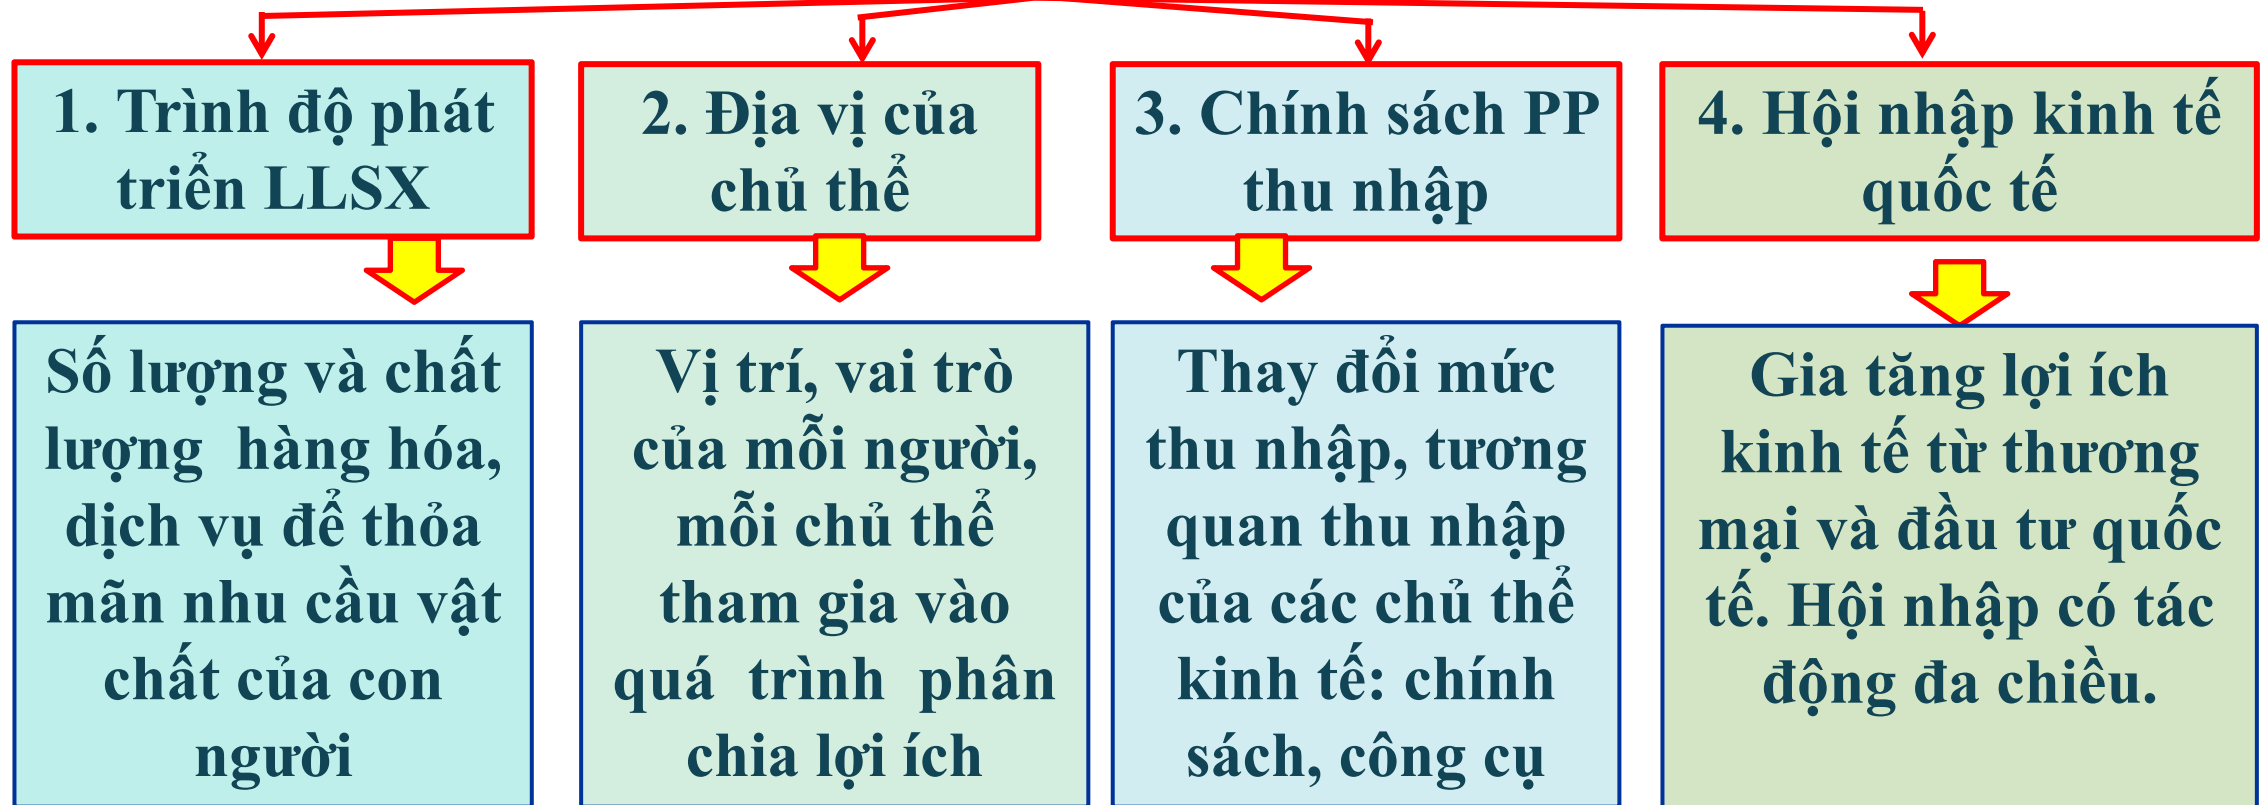 1. Trình độ phát
triển LLSX
2. Địa vị của
chủ thể
3. Chính sách PP
thu nhập
4. Hội nhập kinh tế
quốc tế
Số lượng và chất
lượng hàng hóa,
dịch vụ để thỏa
mãn nhu cầu vật
chất của con
người
Vị trí, vai trò
của mỗi người,
mỗi chủ thể
tham gia vào
quá trình phân
chia lợi ích
Thay đổi mức
thu nhập, tương
quan thu nhập
của các chủ thể
kinh tế: chính
sách, công cụ
Gia tăng lợi ích
kinh tế từ thương
mại và đầu tư quốc
tế. Hội nhập có tác
động đa chiều.